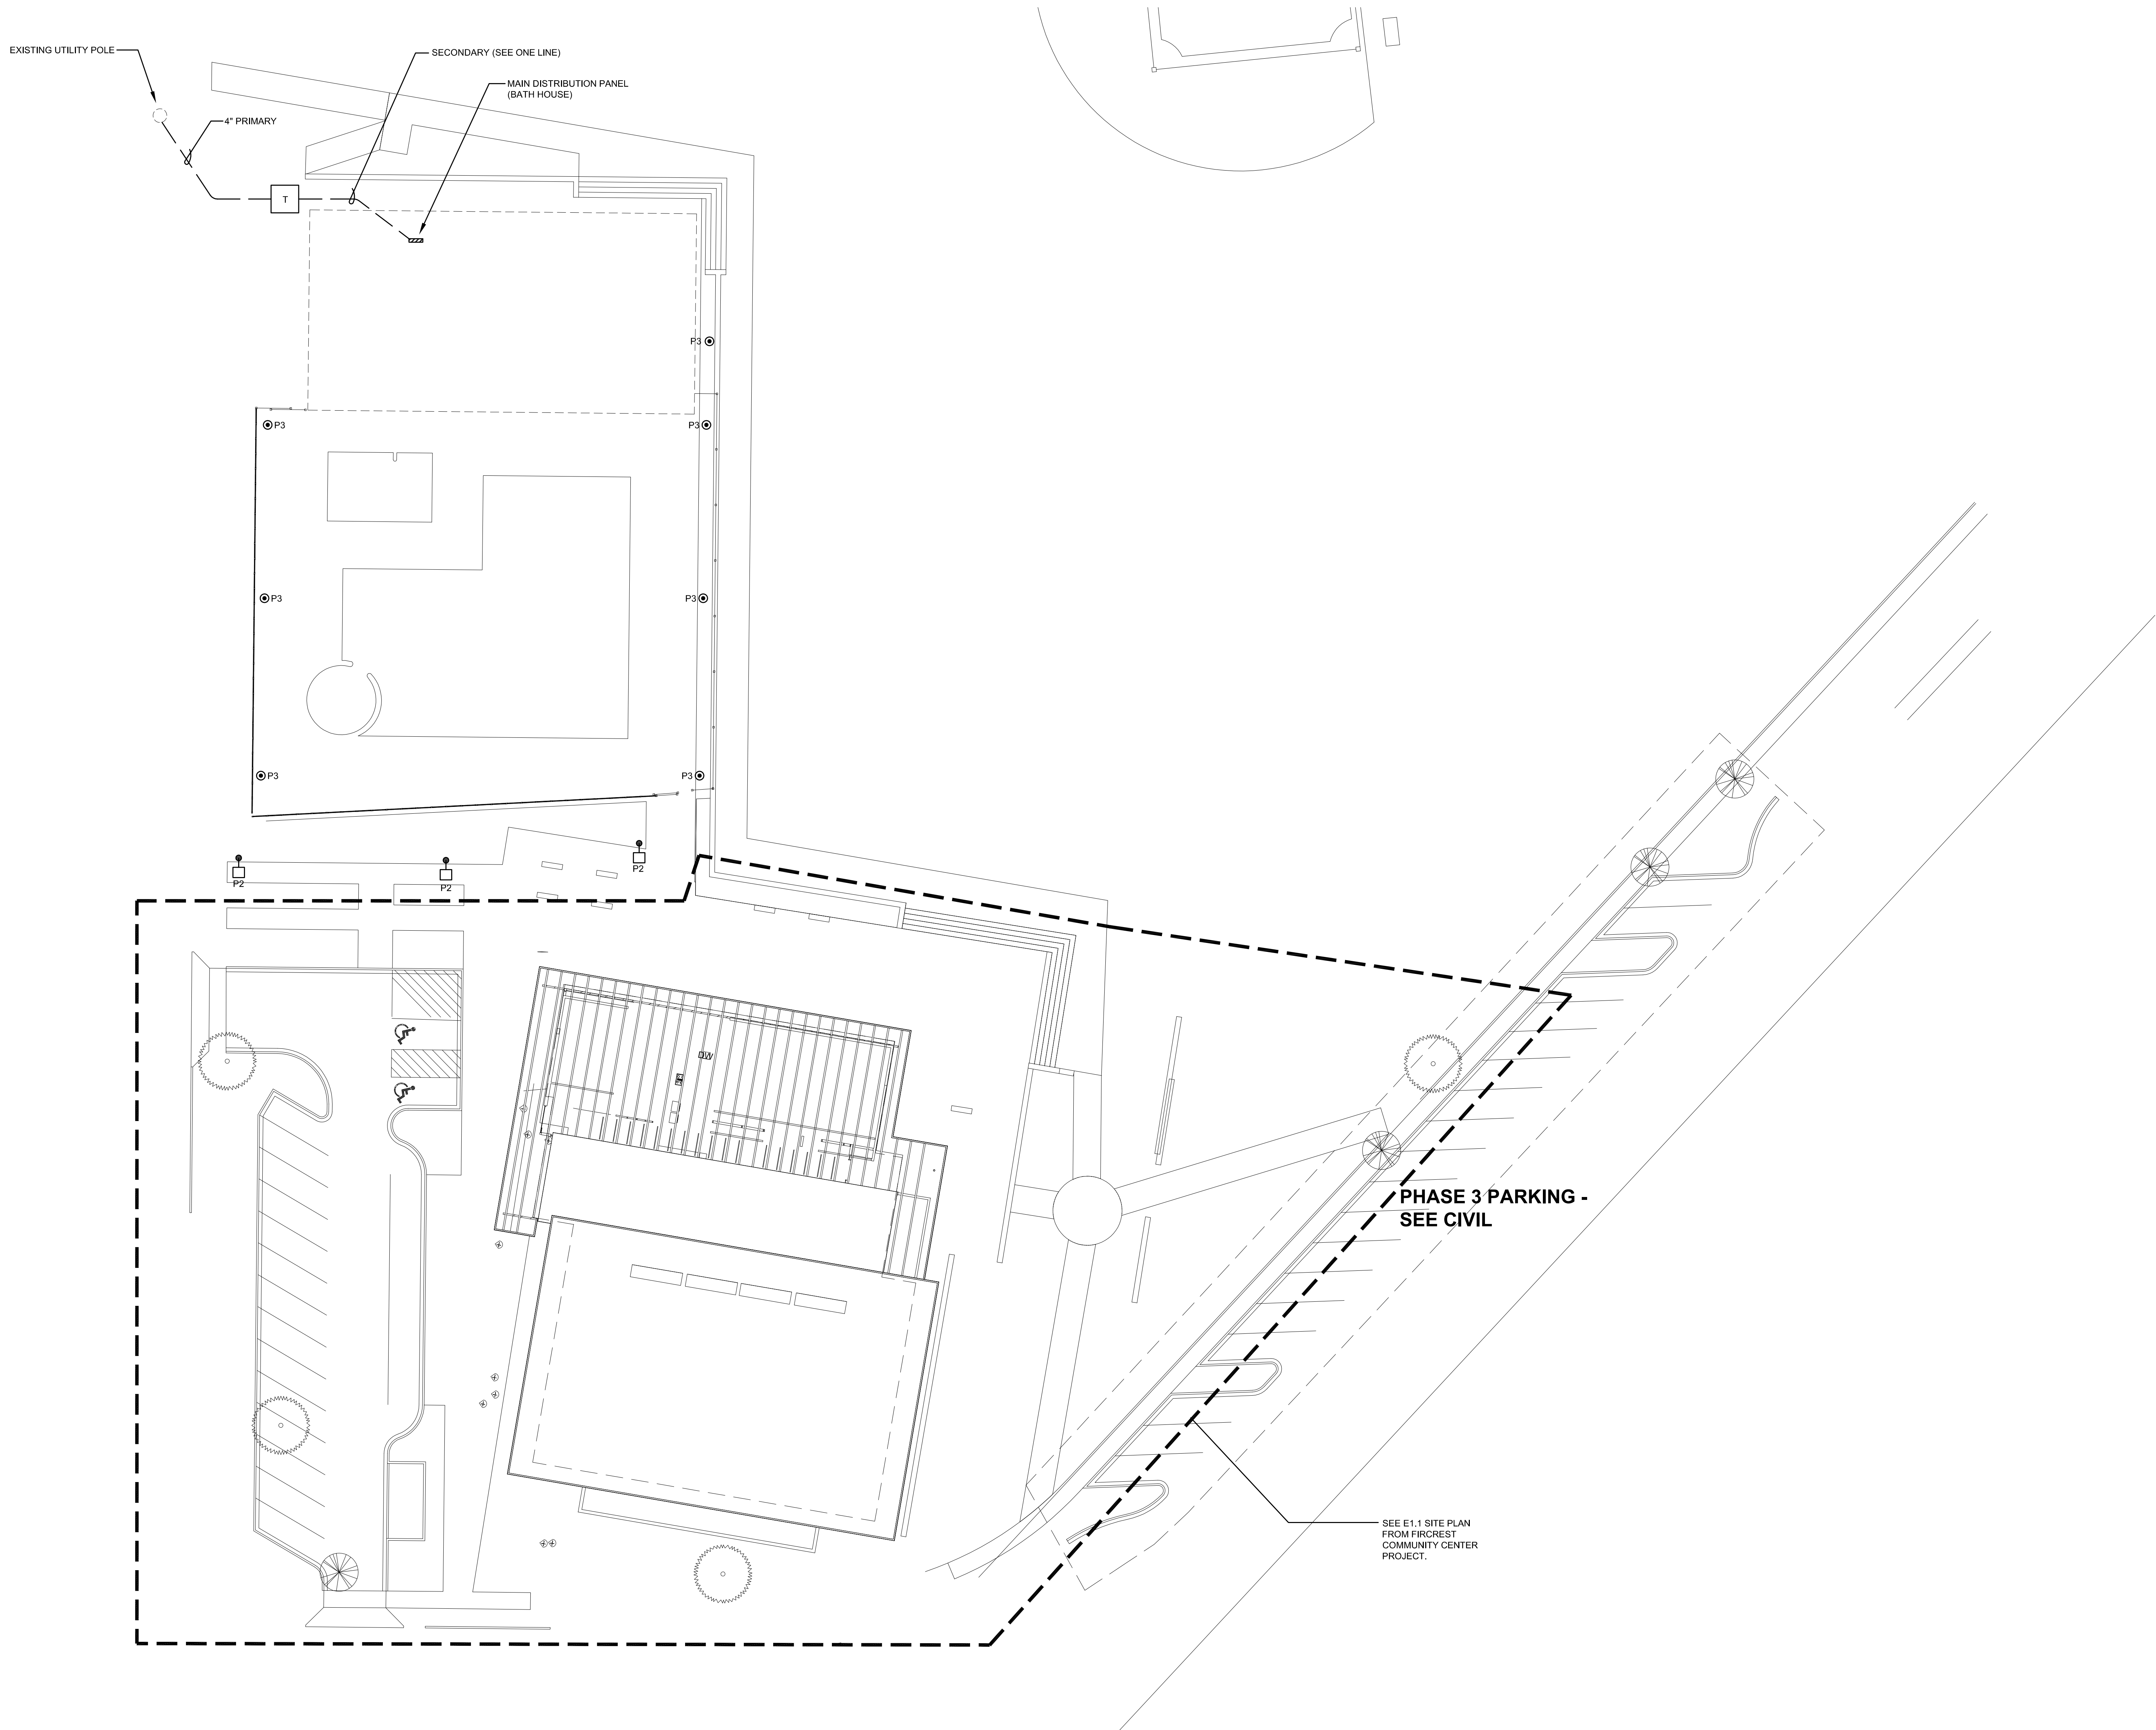 EXISTING UTILITY POLE
SECONDARY (SEE ONE LINE)
MAIN DISTRIBUTION PANEL
(BATH HOUSE)
4" PRIMARY
T
P3
P3
P3
P3
P3
P3
P3
P2
P2
P2
DW
PHASE 3 PARKING -
SEE CIVIL
SEE E1.1 SITE PLAN
FROM FIRCREST
COMMUNITY CENTER
PROJECT.